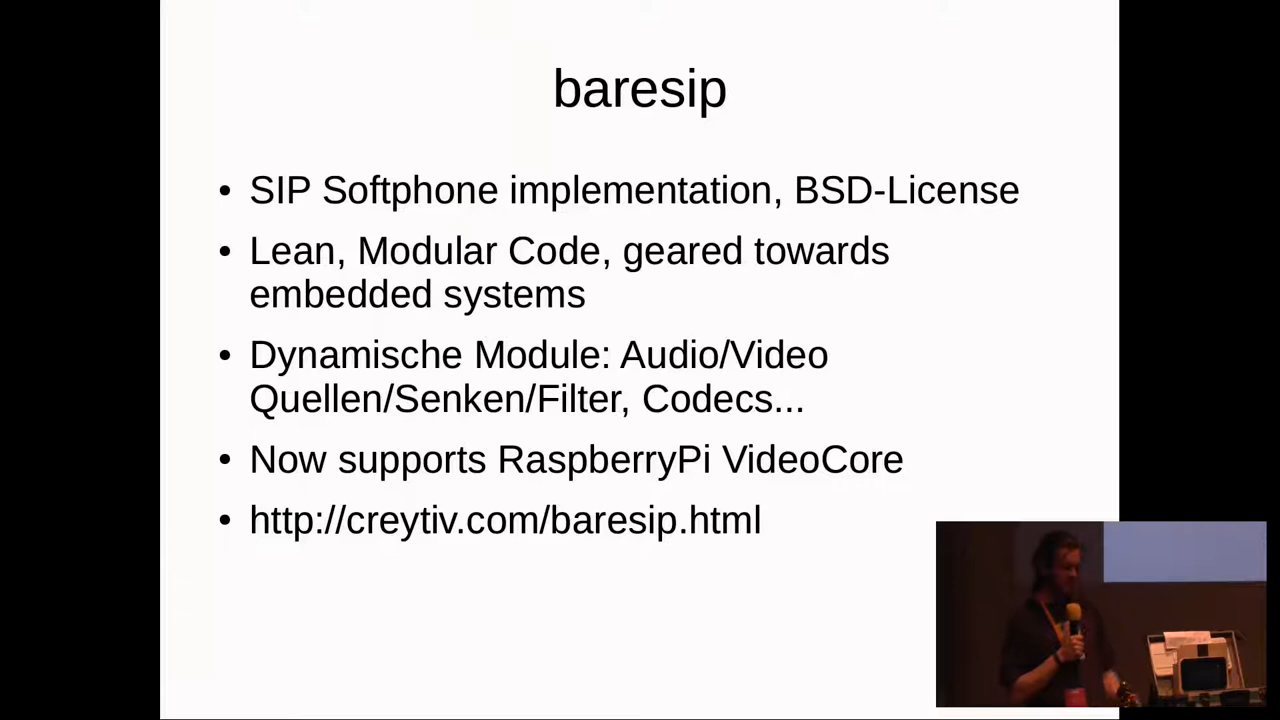 baresip
• SIP Softphone implementation, BSD-License
• Lean, Modular Code, geared towards
embedded systems
• Dynamische Module: Audio/Video
Quellen/Senken/Filter, Codecs...
• Now supports RaspberryPi VideoCore
• http://creytiv.com/baresip.html